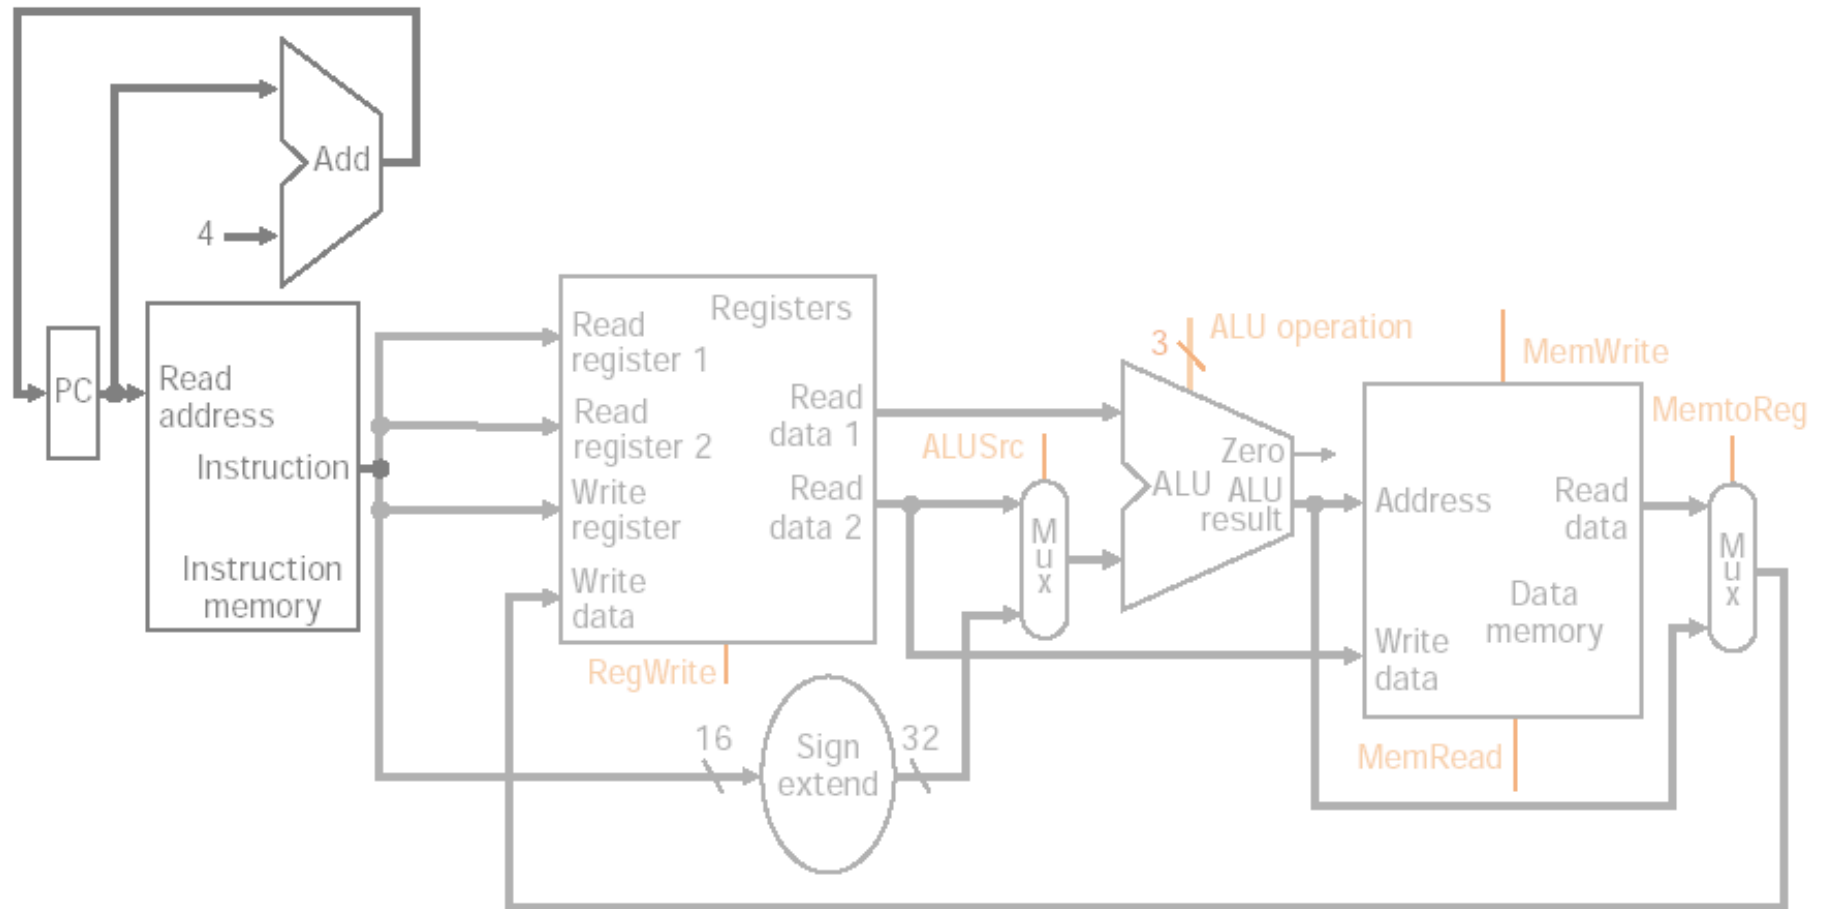 Add
4
PC
Read
address
Instruction
Instruction
memory
Registers
Read
register 1
Read
register 2
Write
register
Write
data
Read
data 1
Read
data 2
RegWrite
16
Sign
extend
32
ALUSrc
M
u
x
3
ALU operation
Zero
ALU
ALU
result
MemWrite
Address
Read
data
Write
data
Data
memory
MemRead
MemtoReg
M
u
x